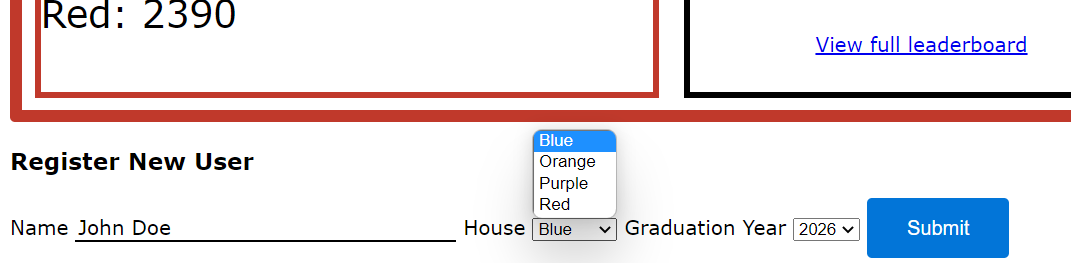 Red: 2390
View full leaderboard
Register New User
Blue
Orange
Purple
Red
Name John Doe House Blue Graduation Year 2026 Submit